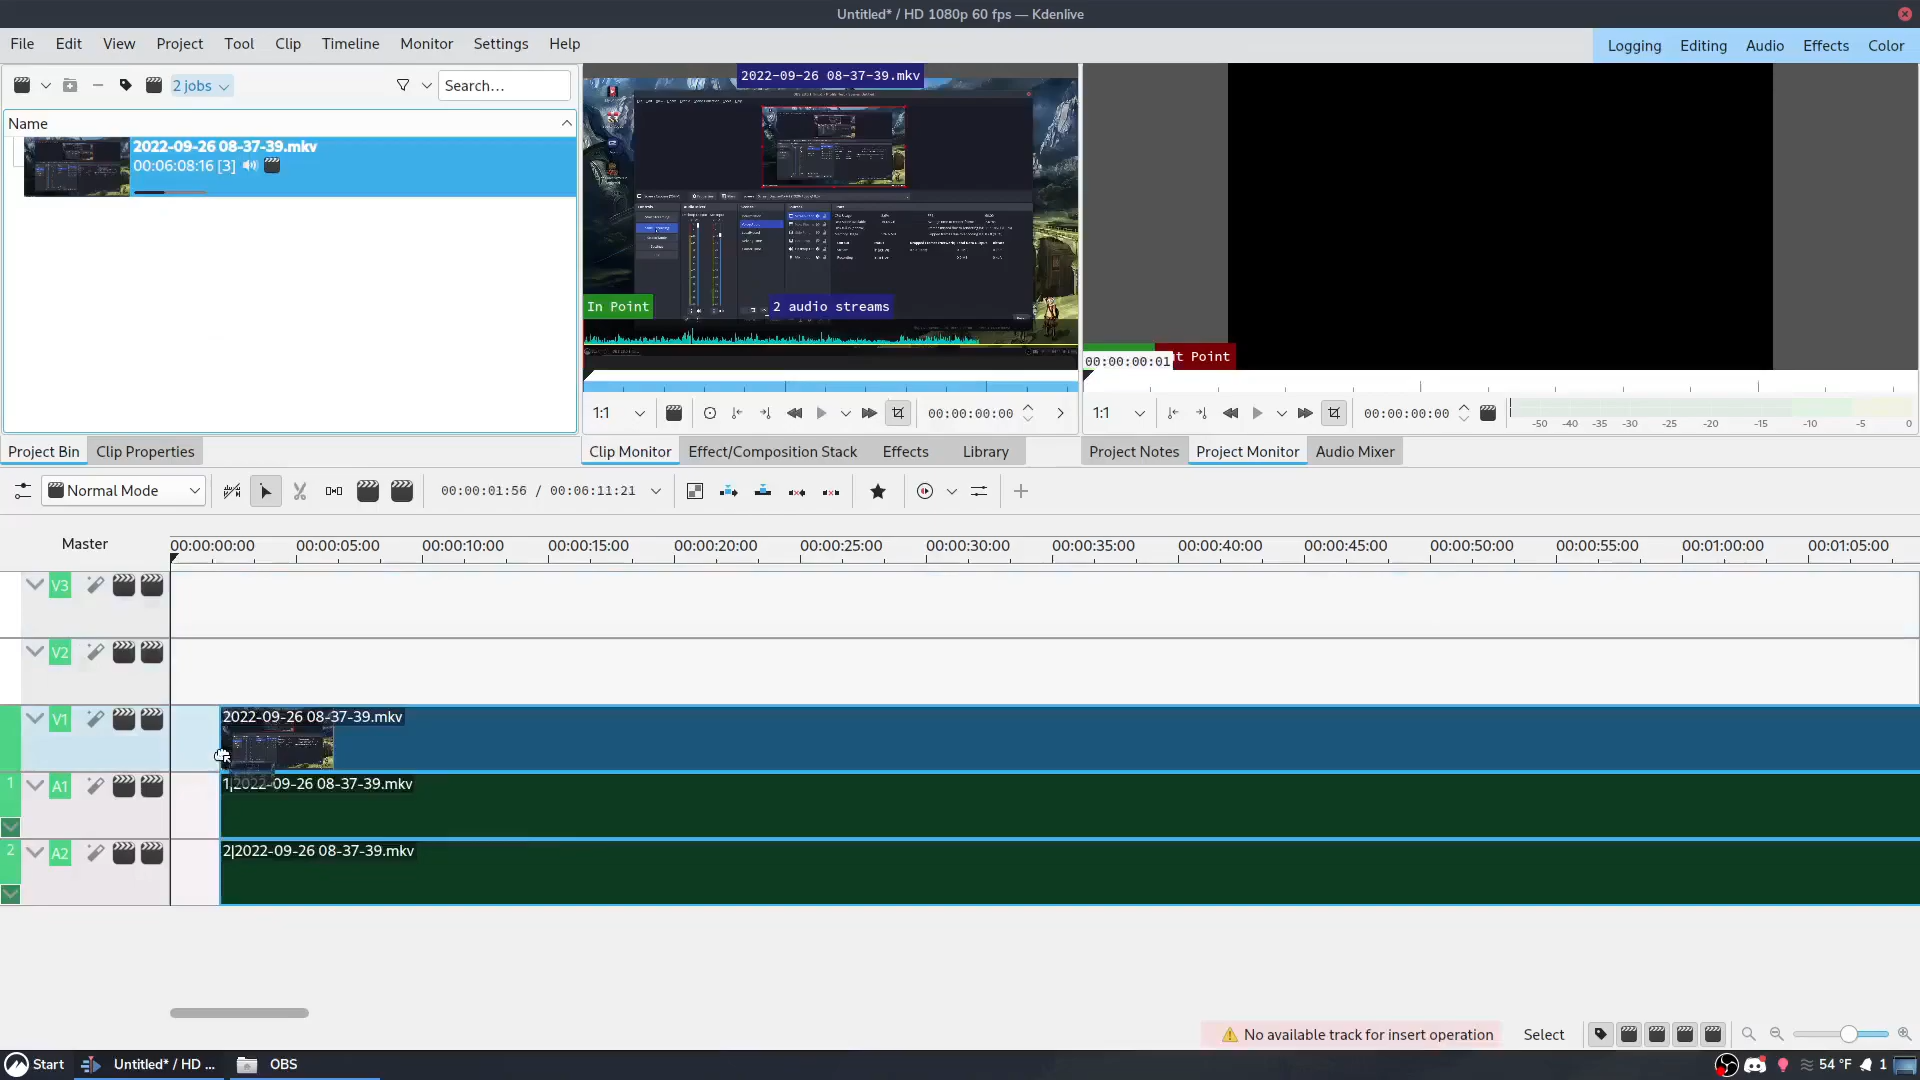 Untitled* / HD 1080p 60 fps — Kdenlive
File Edit View Project Tool Clip Timeline Monitor Settings Help
Logging Editing Audio Effects Color
2 jobs
Search...
Name
2022-09-26 08-37-39.mkv
00:06:08:16 [3]
2022-09-26 08-37-39.mkv
In Point
2 audio streams
00:00:00:01
t Point
1:1
00:00:00:00
1:1
00:00:00:00
-50 -40 -35 -30 -25 -20 -15 -10 -5 0
Project Bin Clip Properties
Clip Monitor Effect/Composition Stack Effects Library
Project Notes Project Monitor Audio Mixer
Normal Mode
00:00:01:56 / 00:06:11:21
Master
00:00:00:00 00:00:05:00 00:00:10:00 00:00:15:00 00:00:20:00 00:00:25:00 00:00:30:00 00:00:35:00 00:00:40:00 00:00:45:00 00:00:50:00 00:00:55:00 00:01:00:00 00:01:05:00
V3
V2
V1
2022-09-26 08-37-39.mkv
1 A1
1|2022-09-26 08-37-39.mkv
2 A2
2|2022-09-26 08-37-39.mkv
No available track for insert operation
Select
Start
Untitled* / HD ...
OBS
54 °F
1